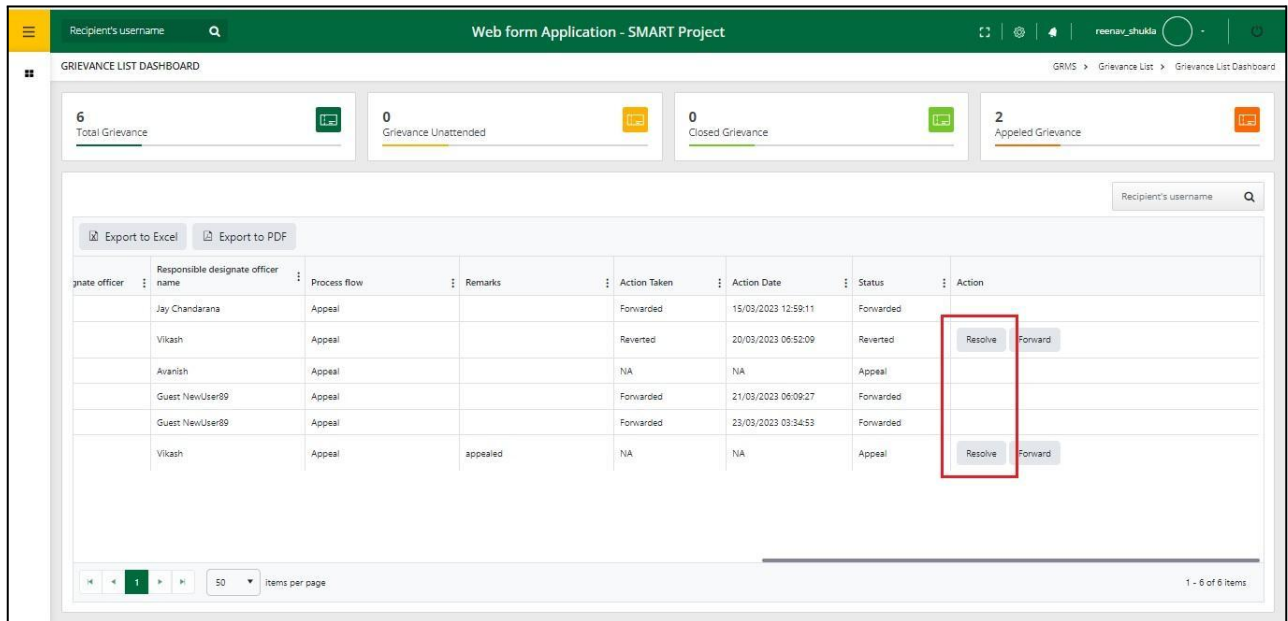 Recipient's username
Web form Application - SMART Project
reenav_shukla
GRIEVANCE LIST DASHBOARD
GRMS > Grievance List > Grievance List Dashboard
6
Total Grievance
0
Grievance Unattended
0
Closed Grievance
2
Appeled Grievance
Recipient's username
Export to Excel Export to PDF
gnate officer Responsible designate officer name Process flow Remarks Action Taken Action Date Status Action
Jay Chandarana Appeal Forwarded 15/03/2023 12:59:11 Forwarded
Vikash Appeal Reverted 20/03/2023 06:52:09 Reverted Resolve Forward
Avanish Appeal NA NA Appeal
Guest NewUser89 Appeal Forwarded 21/03/2023 06:09:27 Forwarded
Guest NewUser89 Appeal Forwarded 23/03/2023 03:34:53 Forwarded
Vikash Appeal appealed NA NA Appeal Resolve Forward
1 50 items per page 1 - 6 of 6 items